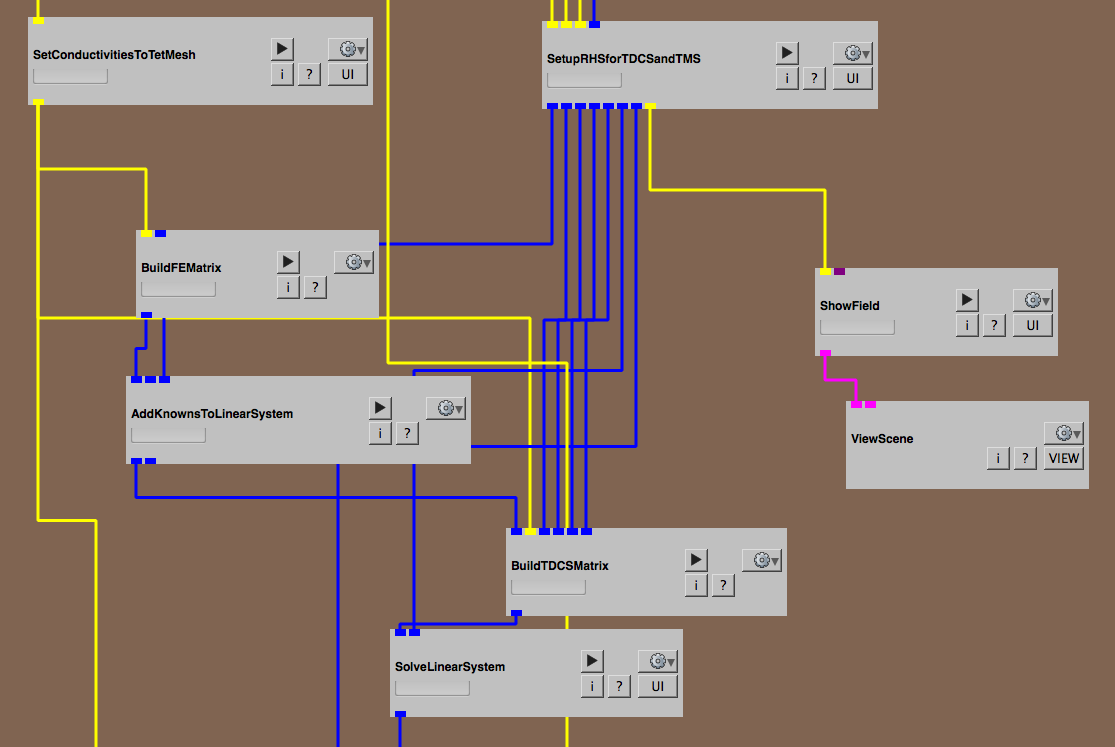 SetConductivitiesToTetMesh
i ? UI
SetupRHSforTDCSandTMS
i ? UI
BuildFEMatrix
i ?
ShowField
i ? UI
AddKnownsToLinearSystem
i ?
ViewScene
i ? VIEW
BuildTDCSMatrix
i ?
SolveLinearSystem
i ? UI